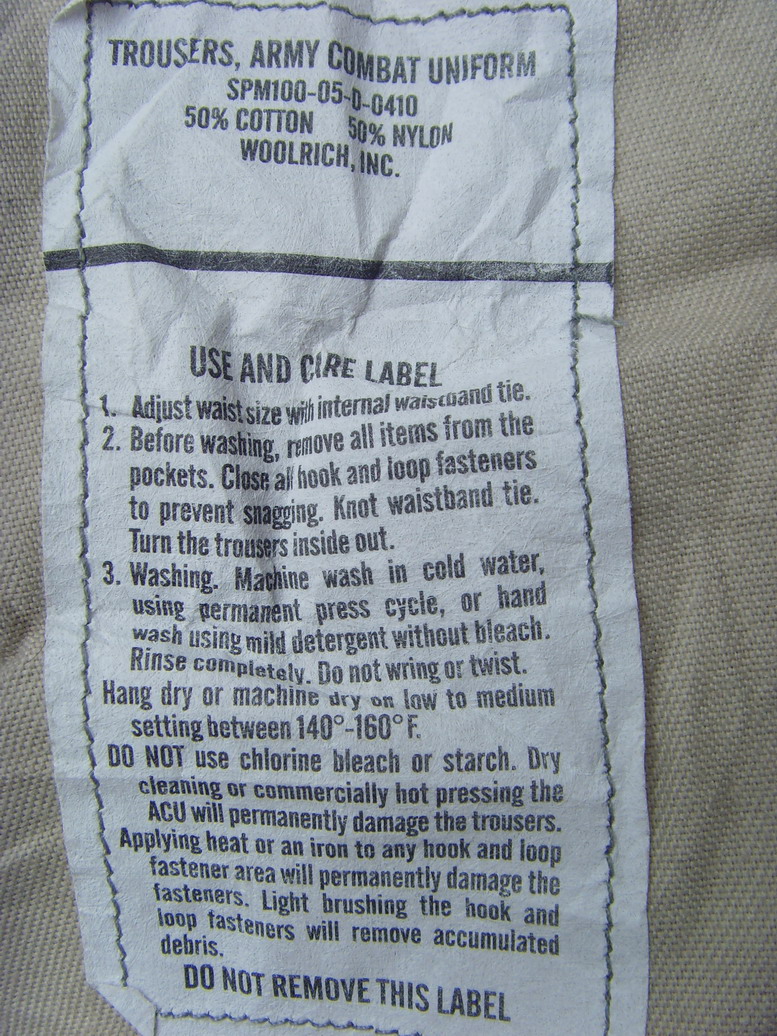 TROUSERS, ARMY COMBAT UNIFORM
SPM100-05-D-0410
50% COTTON 50% NYLON
WOOLRICH, INC.
USE AND CARE LABEL
1. Adjust waist size with internal waistband tie.
2. Before washing, remove all items from the
pockets. Close all hook and loop fasteners
to prevent snagging. Knot waistband tie.
Turn the trousers inside out.
3. Washing. Machine wash in cold water,
using permanent press cycle, or hand
wash using mild detergent without bleach.
Rinse completely. Do not wring or twist.
Hang dry or machine dry on low to medium
setting between 140°-160° F.
DO NOT use chlorine bleach or starch. Dry
cleaning or commercially hot pressing the
ACU will permanently damage the trousers.
Applying heat or an iron to any hook and loop
fastener area will permanently damage the
fasteners. Light brushing the hook and
loop fasteners will remove accumulated
debris.
DO NOT REMOVE THIS LABEL